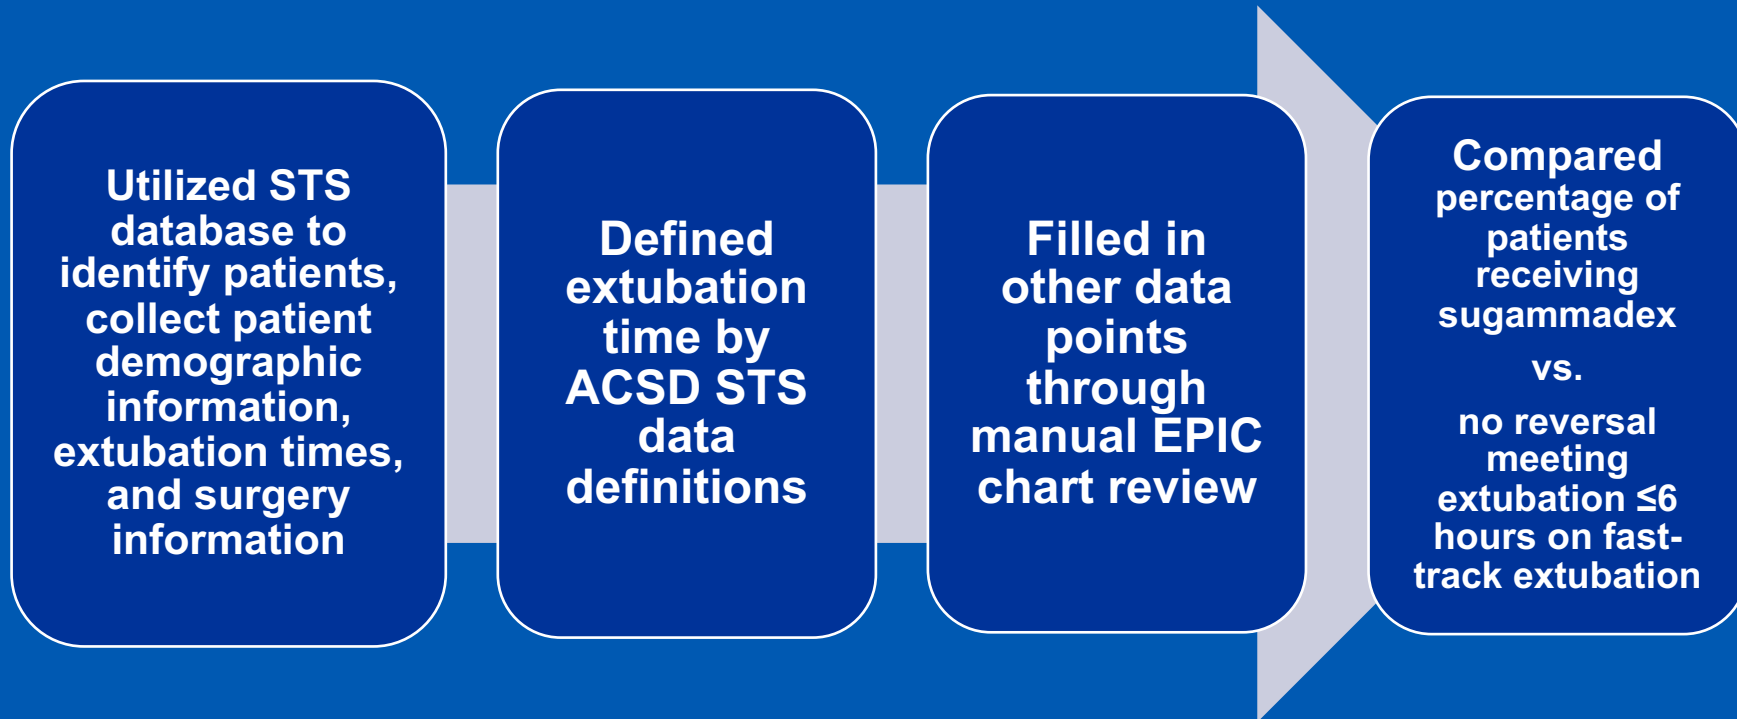 Utilized STS
database to
identify patients,
collect patient
demographic
information,
extubation times,
and surgery
information
Defined
extubation
time by
ACSD STS
data
definitions
Filled in
other data
points
through
manual EPIC
chart review
Compared
percentage of
patients
receiving
sugammadex
vs.
no reversal
meeting
extubation ≤6
hours on fast-
track extubation